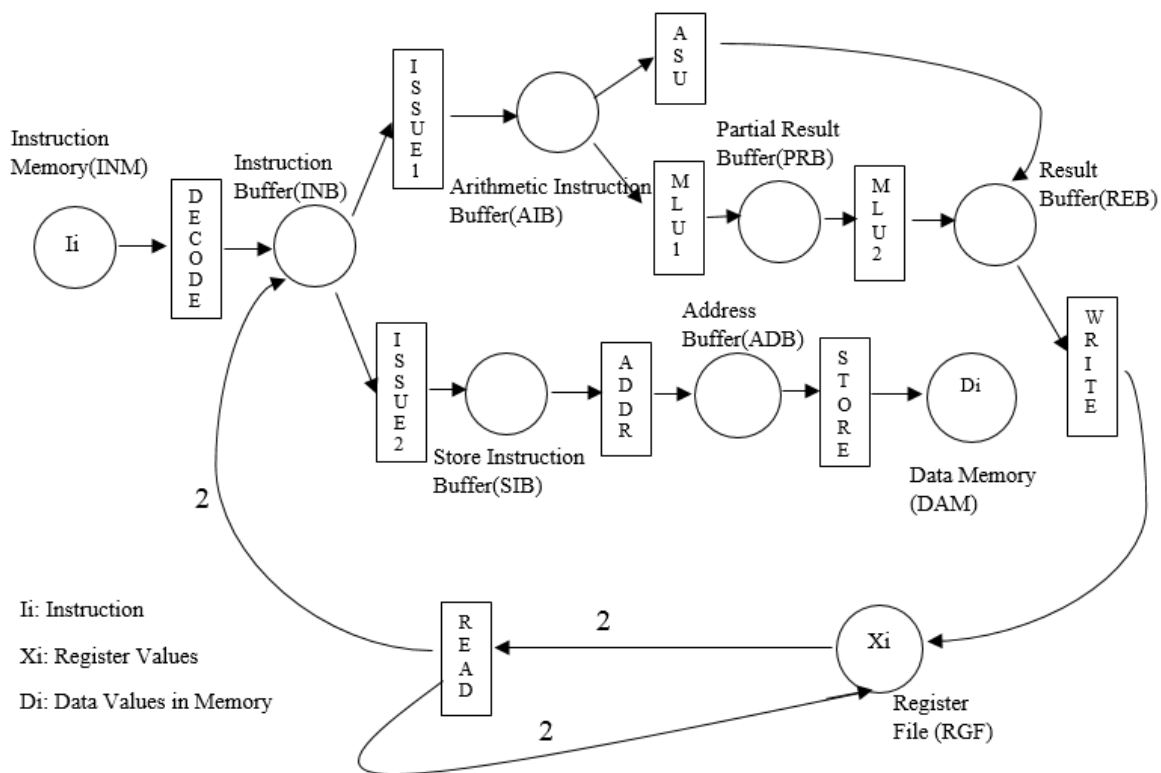 A
S
U
I
S
S
U
E
1
Instruction
Memory(INM)
Instruction
Buffer(INB)
Partial Result
Buffer(PRB)
Arithmetic Instruction
Buffer(AIB)
Result
Buffer(REB)
Ii
D
E
C
O
D
E
M
L
U
1
M
L
U
2
I
S
S
U
E
2
Address
Buffer(ADB)
W
R
I
T
E
A
D
D
R
S
T
O
R
E
Di
Store Instruction
Buffer(SIB)
Data Memory
(DAM)
2
Ii: Instruction
Xi: Register Values
Di: Data Values in Memory
R
E
A
D
2
Xi
Register
File (RGF)
2